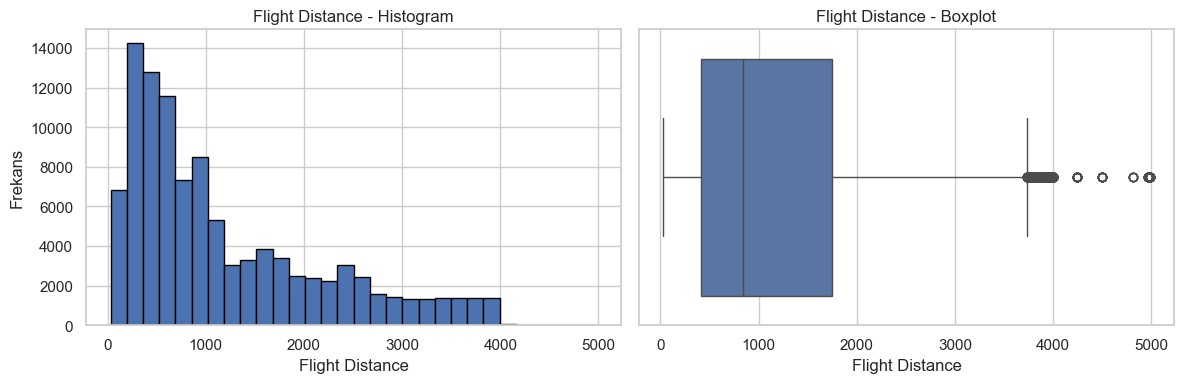 Flight Distance - Histogram
14000
12000
10000
8000
6000
4000
2000
0
Frekans
0 1000 2000 3000 4000 5000
Flight Distance
Flight Distance - Boxplot
0 1000 2000 3000 4000 5000
Flight Distance